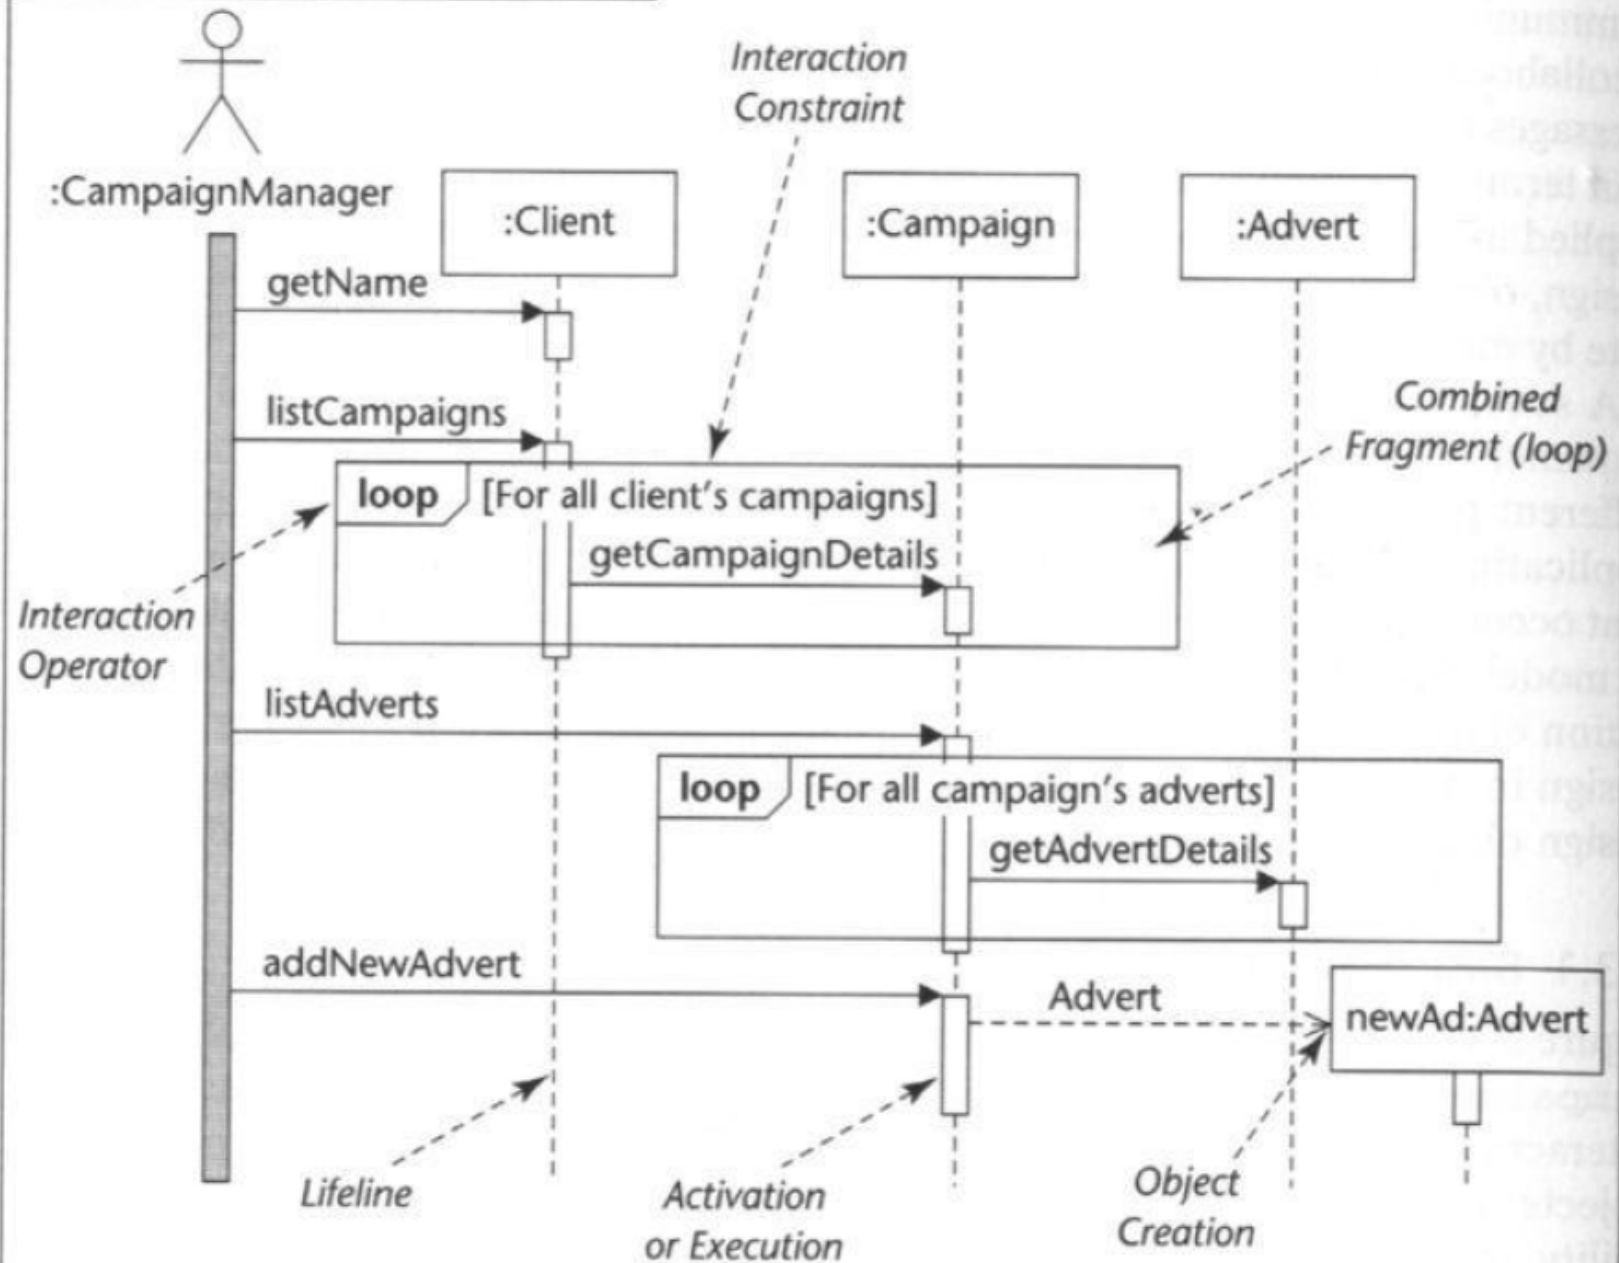 Interaction
Constraint
:CampaignManager
:Client
:Campaign
:Advert
getName
listCampaigns
Combined
Fragment (loop)
loop
[For all client's campaigns]
getCampaignDetails
Interaction
Operator
listAdverts
loop
[For all campaign's adverts]
getAdvertDetails
addNewAdvert
Advert
newAd:Advert
Lifeline
Activation
or Execution
Object
Creation